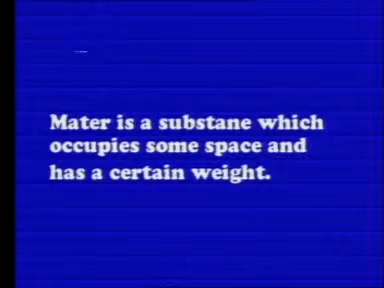 Mater is a substane which
occupies some space and
has a certain weight.